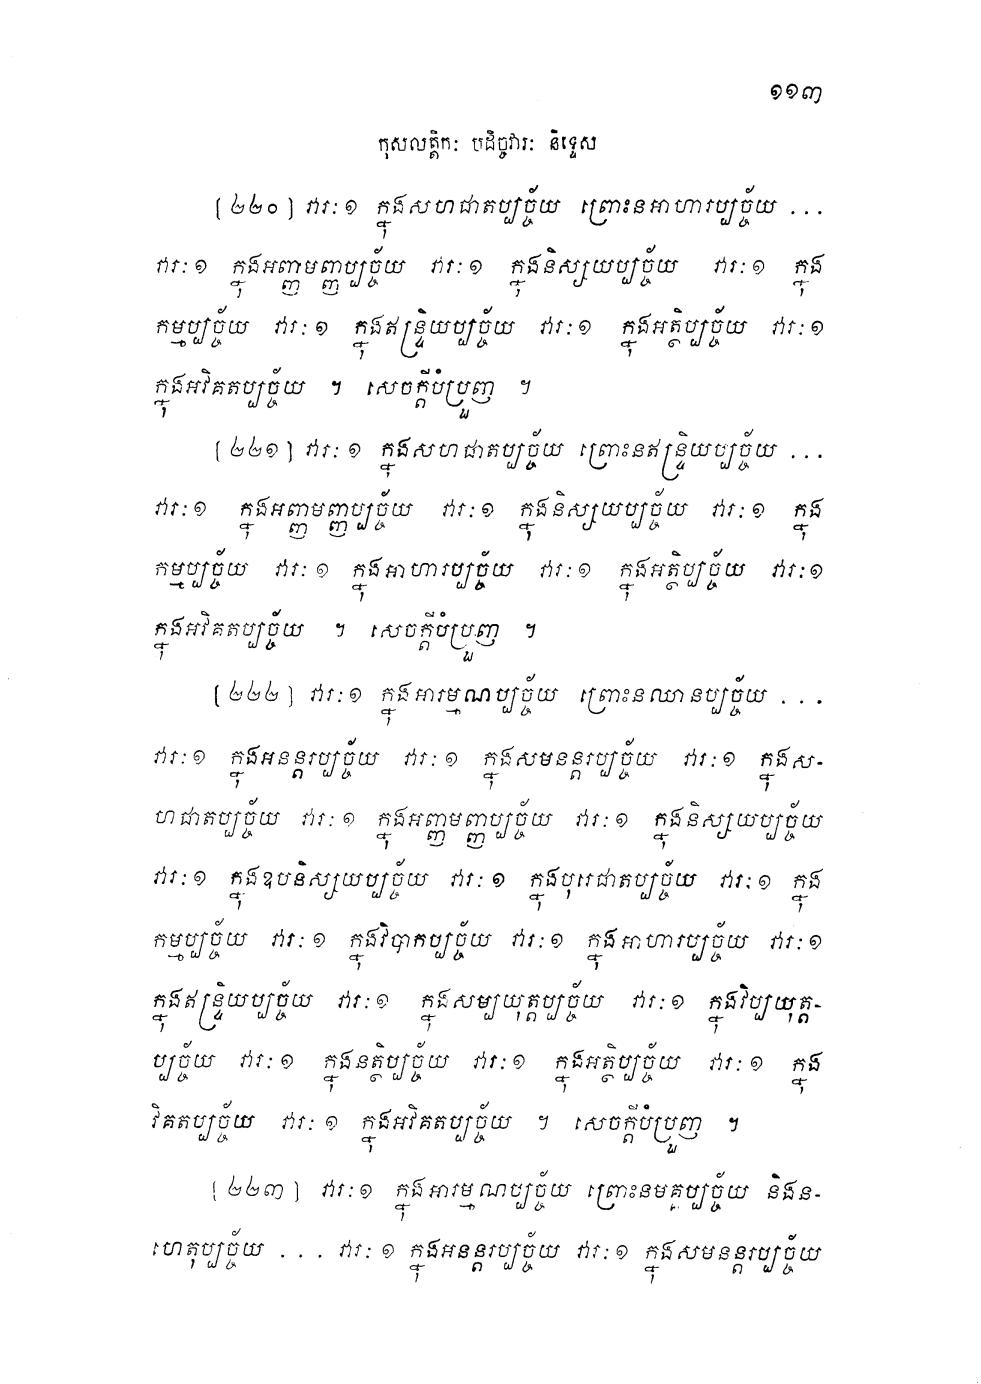 ១១៣
កុសលត្តិកៈ បដិច្ចវារៈ និទ្ទេស
[២២០] វារៈ១ ក្នុងសហជាតប្បច្ច័យ ព្រោះនអាហារប្បច្ច័យ ...
វារៈ១ ក្នុងអញ្ញាមញ្ញប្បច្ច័យ វារៈ១ ក្នុងនិស្សយប្បច្ច័យ វារៈ១ ក្នុង
កម្មប្បច្ច័យ វារៈ១ ក្នុងឥន្ទ្រិយប្បច្ច័យ វារៈ១ ក្នុងអត្ថិប្បច្ច័យ វារៈ១
ក្នុងអវិគតប្បច្ច័យ ។ សេចក្តីបំប្រួញ ។
[២២១] វារៈ១ ក្នុងសហជាតប្បច្ច័យ ព្រោះនឥន្ទ្រិយប្បច្ច័យ ...
វារៈ១ ក្នុងអញ្ញាមញ្ញប្បច្ច័យ វារៈ១ ក្នុងនិស្សយប្បច្ច័យ វារៈ១ ក្នុង
កម្មប្បច្ច័យ វារៈ១ ក្នុងអាហារប្បច្ច័យ វារៈ១ ក្នុងអត្ថិប្បច្ច័យ វារៈ១
ក្នុងអវិគតប្បច្ច័យ ។ សេចក្តីបំប្រួញ ។
[២២២] វារៈ១ ក្នុងអារម្មណប្បច្ច័យ ព្រោះនឈានប្បច្ច័យ ...
វារៈ១ ក្នុងអនន្តរប្បច្ច័យ វារៈ១ ក្នុងសមនន្តរប្បច្ច័យ វារៈ១ ក្នុងស-
ហជាតប្បច្ច័យ វារៈ១ ក្នុងអញ្ញាមញ្ញប្បច្ច័យ វារៈ១ ក្នុងនិស្សយប្បច្ច័យ
វារៈ១ ក្នុងឧបនិស្សយប្បច្ច័យ វារៈ១ ក្នុងបុរេជាតប្បច្ច័យ វារៈ១ ក្នុង
កម្មប្បច្ច័យ វារៈ១ ក្នុងវិបាកប្បច្ច័យ វារៈ១ ក្នុងអាហារប្បច្ច័យ វារៈ១
ក្នុងឥន្ទ្រិយប្បច្ច័យ វារៈ១ ក្នុងសម្បយុត្តប្បច្ច័យ វារៈ១ ក្នុងវិប្បយុត្ត-
ប្បច្ច័យ វារៈ១ ក្នុងនត្ថិប្បច្ច័យ វារៈ១ ក្នុងអត្ថិប្បច្ច័យ វារៈ១ ក្នុង
វិគតប្បច្ច័យ វារៈ១ ក្នុងអវិគតប្បច្ច័យ ។ សេចក្តីបំប្រួញ ។
[២២៣] វារៈ១ ក្នុងអារម្មណប្បច្ច័យ ព្រោះនមគ្គប្បច្ច័យ និងន-
ហេតុប្បច្ច័យ ... វារៈ១ ក្នុងអនន្តរប្បច្ច័យ វារៈ១ ក្នុងសមនន្តរប្បច្ច័យ